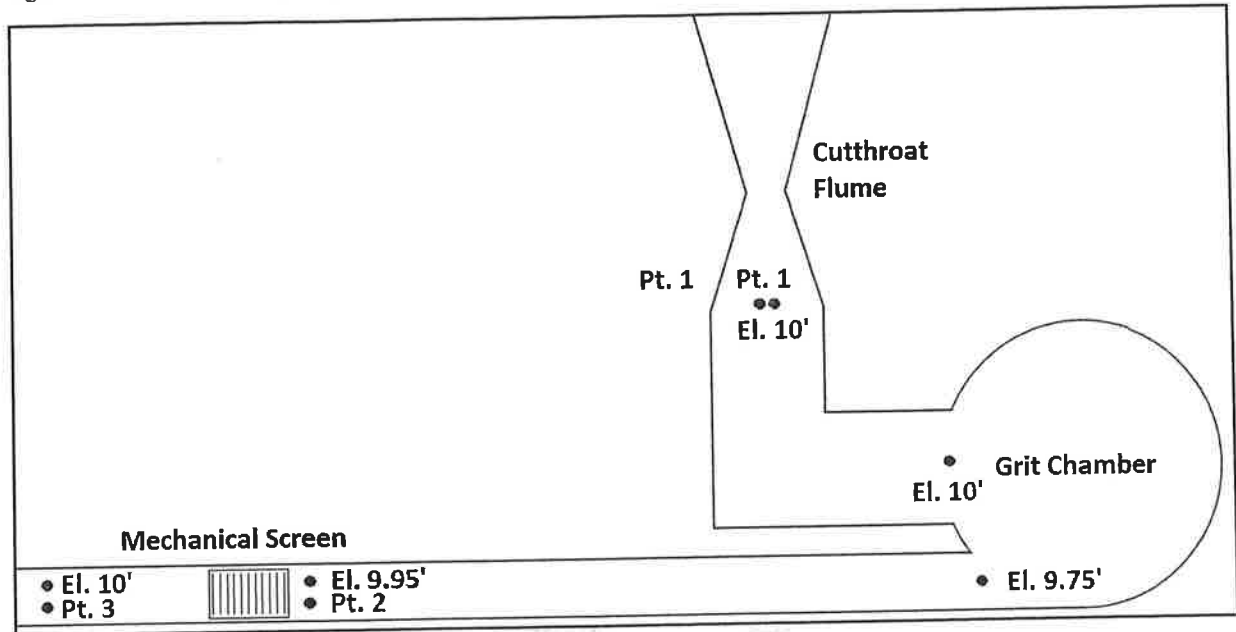 Cutthroat
Flume
Pt. 1
Pt. 1
El. 10'
Grit Chamber
El. 10'
Mechanical Screen
El. 10'
Pt. 3
El. 9.95'
Pt. 2
El. 9.75'